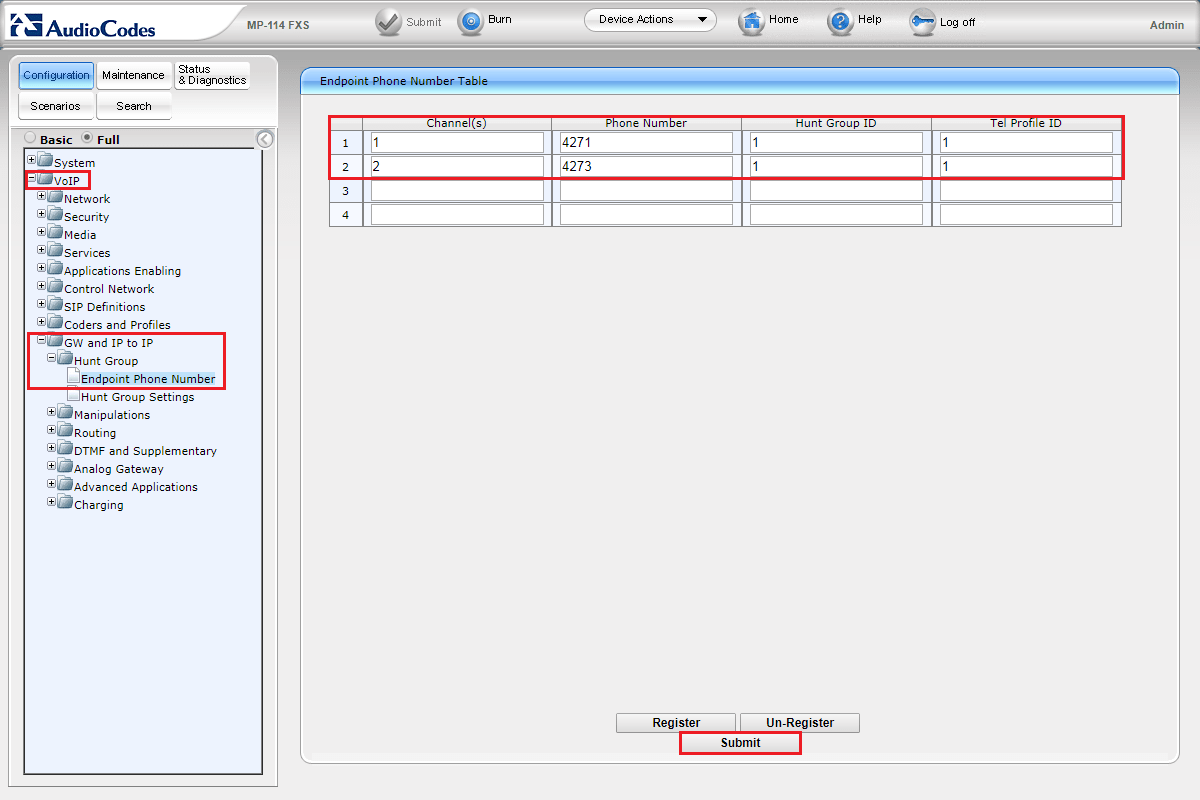 AudioCodes
MP-114 FXS
Submit
Burn
Device Actions
Home
Help
Log off
Admin
Configuration
Maintenance
Status
& Diagnostics
Scenarios
Search
Basic
Full
System
VoIP
Network
Security
Media
Services
Applications Enabling
Control Network
SIP Definitions
Coders and Profiles
GW and IP to IP
Hunt Group
Endpoint Phone Number
Hunt Group Settings
Manipulations
Routing
DTMF and Supplementary
Analog Gateway
Advanced Applications
Charging
Endpoint Phone Number Table
Channel(s) Phone Number Hunt Group ID Tel Profile ID
1 1 4271 1 1
2 2 4273 1 1
3
4
Register Un-Register
Submit